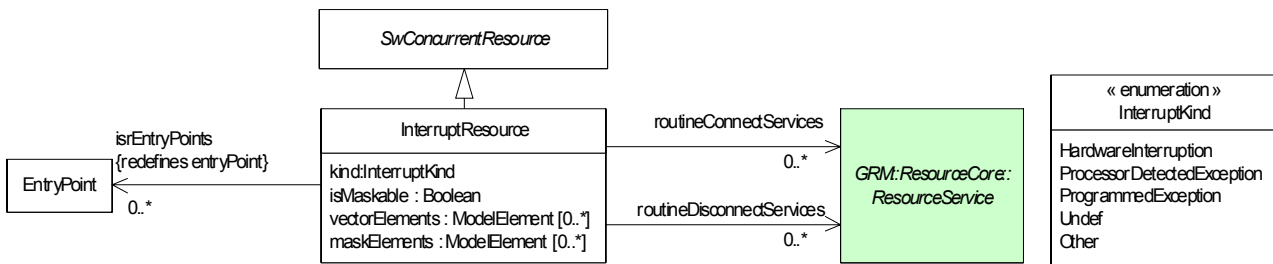 SwConcurrentResource
InterruptResource
kind:InterruptKind
isMaskable : Boolean
vectorElements : ModelElement [0..*]
maskElements : ModelElement [0..*]
isrEntryPoints
{redefines entryPoint}
EntryPoint
0..*
routineConnectServices
0..*
routineDisconnectServices
0..*
GRM::ResourceCore::
ResourceService
« enumeration »
InterruptKind
HardwareInterruption
ProcessorDetectedException
ProgrammedException
Undef
Other